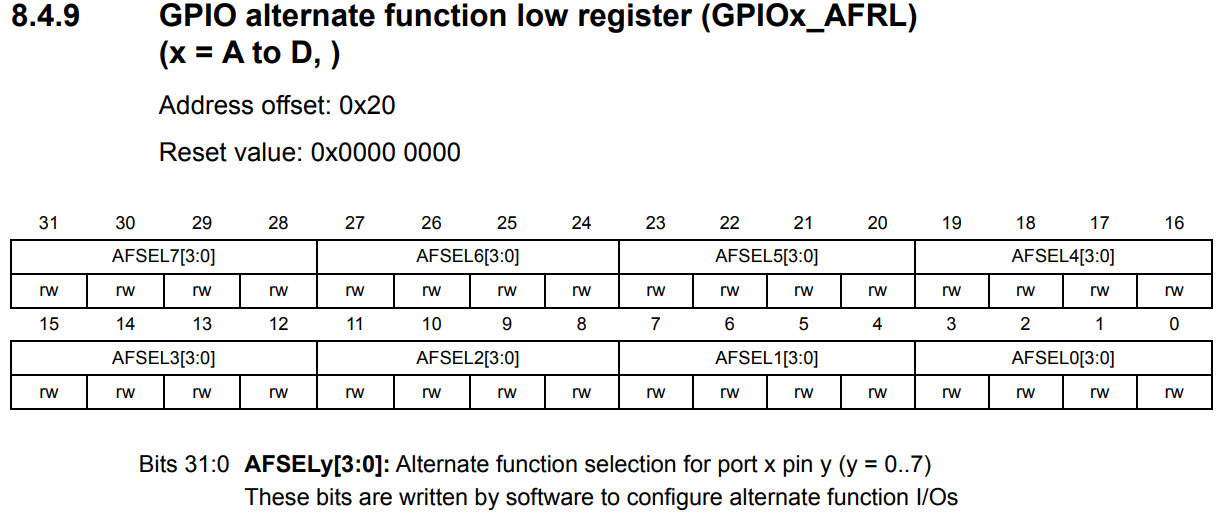 8.4.9 GPIO alternate function low register (GPIOx_AFRL)
(x = A to D, )
Address offset: 0x20
Reset value: 0x0000 0000
31 30 29 28 27 26 25 24 23 22 21 20 19 18 17 16
AFSEL7[3:0] AFSEL6[3:0] AFSEL5[3:0] AFSEL4[3:0]
rw rw rw rw rw rw rw rw rw rw rw rw rw rw rw rw
15 14 13 12 11 10 9 8 7 6 5 4 3 2 1 0
AFSEL3[3:0] AFSEL2[3:0] AFSEL1[3:0] AFSEL0[3:0]
rw rw rw rw rw rw rw rw rw rw rw rw rw rw rw rw
Bits 31:0 AFSELy[3:0]: Alternate function selection for port x pin y (y = 0..7)
These bits are written by software to configure alternate function I/Os